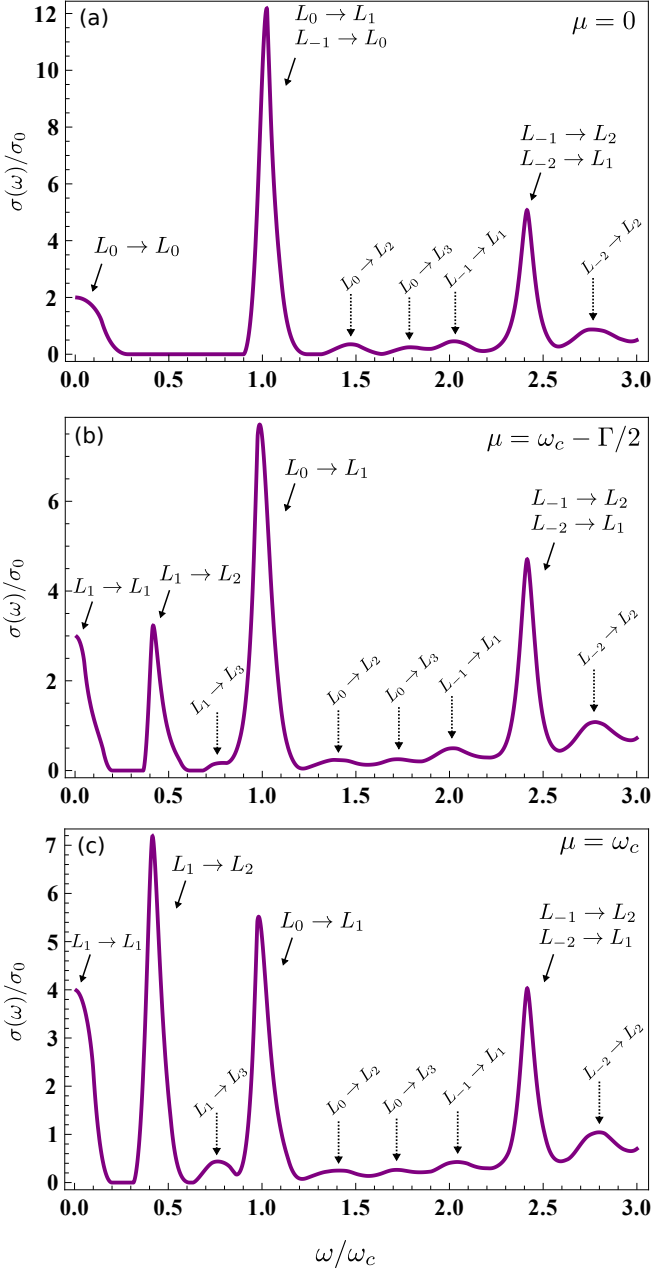 (a)
μ = 0
L₀ → L₁
L₋₁ → L₀
L₋₁ → L₂
L₋₂ → L₁
L₀ → L₀
L₀ → L₂
L₀ → L₃
L₋₁ → L₁
L₋₂ → L₂
σ(ω)/σ₀
12
10
8
6
4
2
0
0.0 0.5 1.0 1.5 2.0 2.5 3.0
(b)
μ = ω_c − Γ/2
L₀ → L₁
L₋₁ → L₂
L₋₂ → L₁
L₁ → L₁
L₁ → L₂
L₁ → L₃
L₀ → L₂
L₀ → L₃
L₋₁ → L₁
L₋₂ → L₂
σ(ω)/σ₀
6
4
2
0
0.0 0.5 1.0 1.5 2.0 2.5 3.0
(c)
μ = ω_c
L₁ → L₂
L₀ → L₁
L₋₁ → L₂
L₋₂ → L₁
L₁ → L₁
L₁ → L₃
L₀ → L₂
L₀ → L₃
L₋₁ → L₁
L₋₂ → L₂
σ(ω)/σ₀
7
6
5
4
3
2
1
0
0.0 0.5 1.0 1.5 2.0 2.5 3.0
ω/ω_c